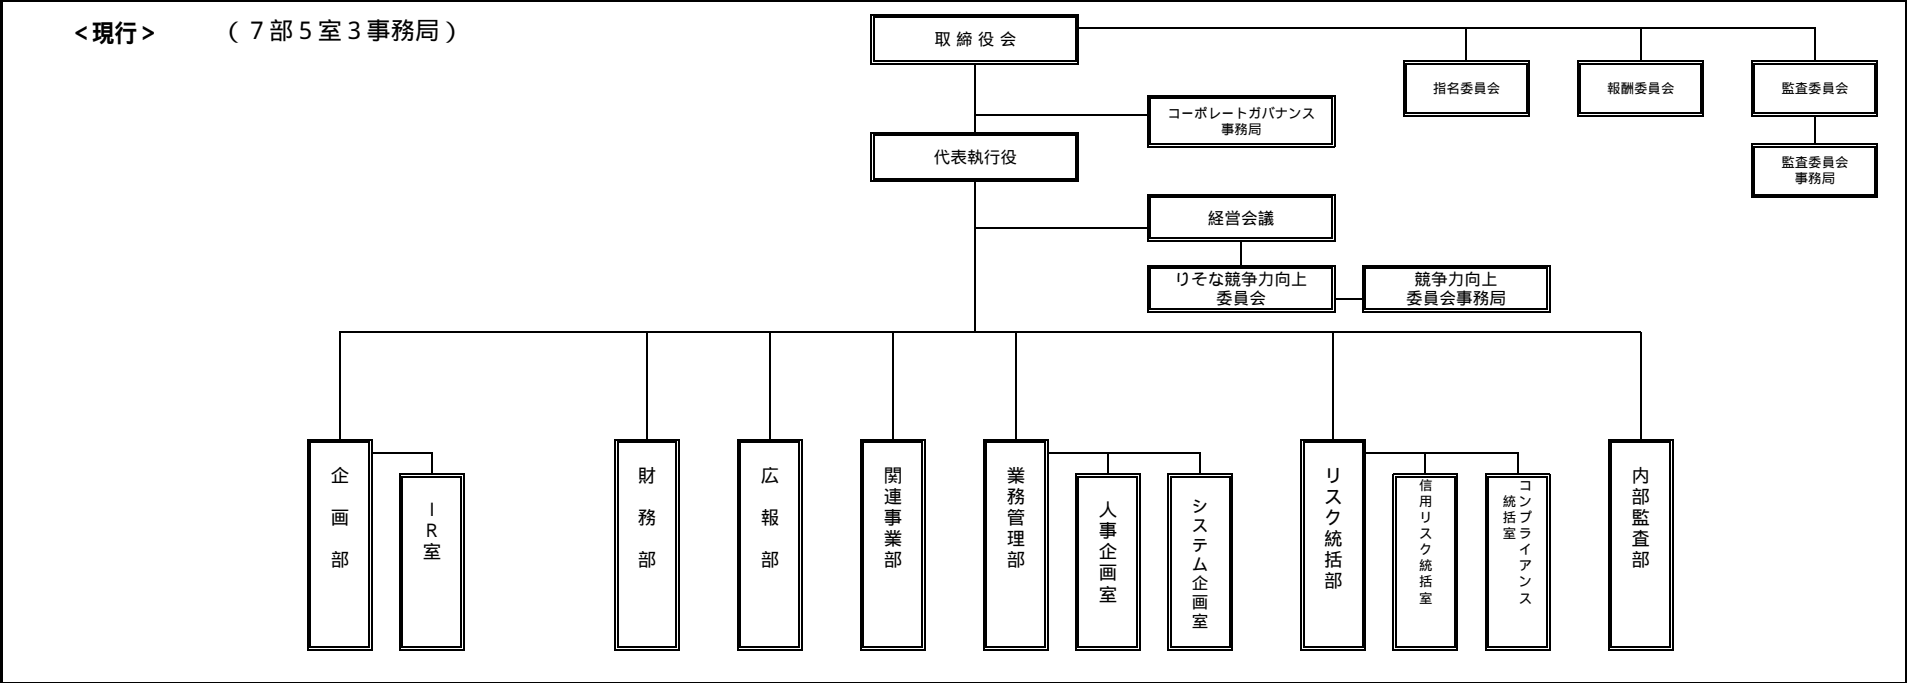 <現行>
(7部5室3事務局)
取締役会
指名委員会
報酬委員会
監査委員会
コーポレートガバナンス
事務局
代表執行役
監査委員会
事務局
経営会議
りそな競争力向上
委員会
競争力向上
委員会事務局
企画部
IR室
財務部
広報部
関連事業部
業務管理部
人事企画室
システム企画室
リスク統括部
信用リスク統括室
コンプライアンス
統括室
内部監査部